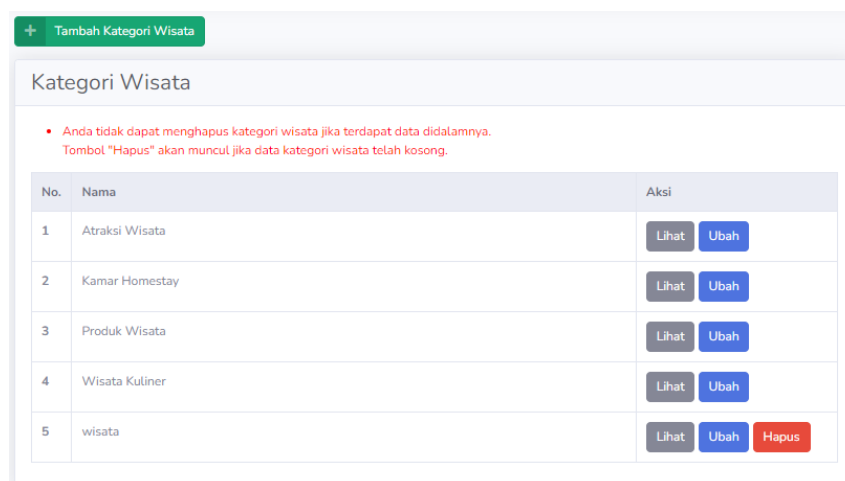 + Tambah Kategori Wisata
Kategori Wisata
• Anda tidak dapat menghapus kategori wisata jika terdapat data didalamnya.
Tombol "Hapus" akan muncul jika data kategori wisata telah kosong.
No. Nama Aksi
1 Atraksi Wisata Lihat Ubah
2 Kamar Homestay Lihat Ubah
3 Produk Wisata Lihat Ubah
4 Wisata Kuliner Lihat Ubah
5 wisata Lihat Ubah Hapus